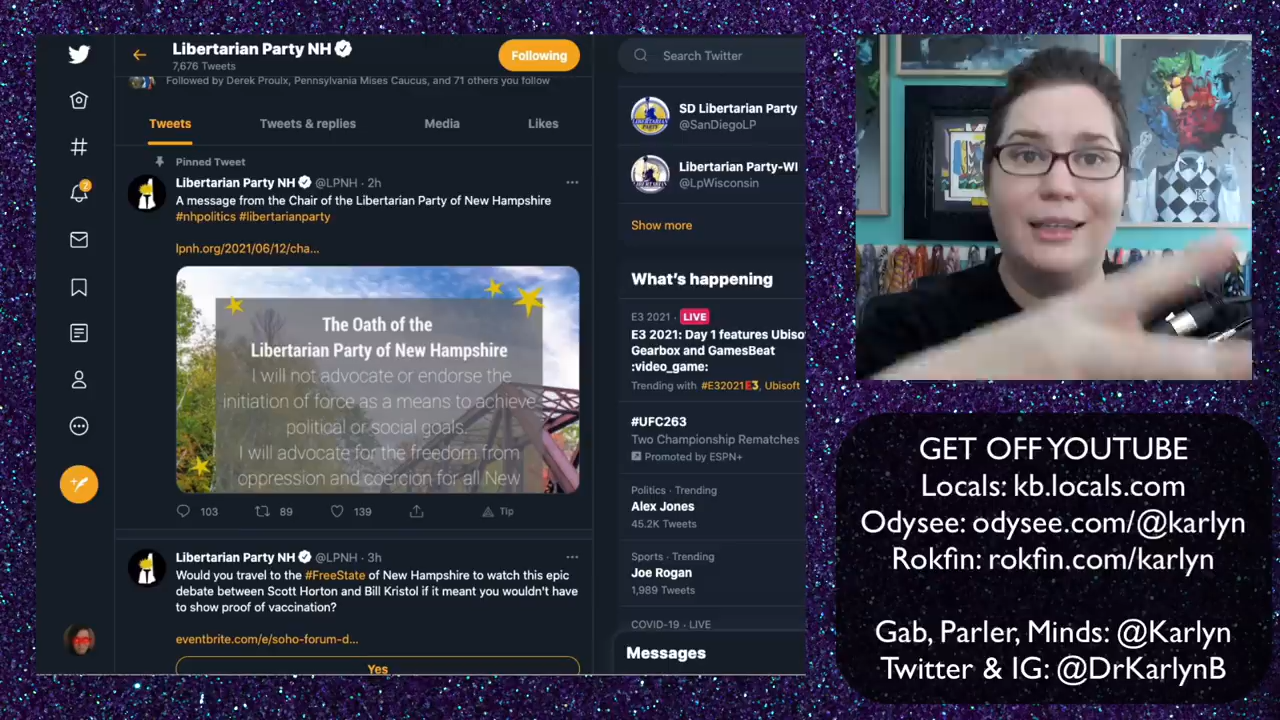 Libertarian Party NH
7,676 Tweets
Following
Followed by Derek Proulx, Pennsylvania Mises Caucus, and 71 others you follow
Tweets
Tweets & replies
Media
Likes
Pinned Tweet
Libertarian Party NH @LPNH · 2h
A message from the Chair of the Libertarian Party of New Hampshire
#nhpolitics #libertarianparty
lpnh.org/2021/06/12/cha...
The Oath of the
Libertarian Party of New Hampshire
I will not advocate or endorse the
initiation of force as a means to achieve
political or social goals.
I will advocate for the freedom from
oppression and coercion for all New
103
89
139
Tip
Libertarian Party NH @LPNH · 3h
Would you travel to the #FreeState of New Hampshire to watch this epic
debate between Scott Horton and Bill Kristol if it meant you wouldn't have
to show proof of vaccination?
eventbrite.com/e/soho-forum-d...
Yes
2
Search Twitter
SD Libertarian Party
@SanDiegoLP
Libertarian Party-WI
@LpWisconsin
Show more
What's happening
E3 2021 · LIVE
E3 2021: Day 1 features Ubiso
Gearbox and GamesBeat
:video_game:
Trending with #E32021 E3, Ubisoft
#UFC263
Two Championship Rematches
Promoted by ESPN+
Politics · Trending
Alex Jones
45.2K Tweets
Sports · Trending
Joe Rogan
1,989 Tweets
COVID-19 · LIVE
Messages
GET OFF YOUTUBE
Locals: kb.locals.com
Odysee: odysee.com/@karlyn
Rokfin: rokfin.com/karlyn
Gab, Parler, Minds: @Karlyn
Twitter & IG: @DrKarlynB